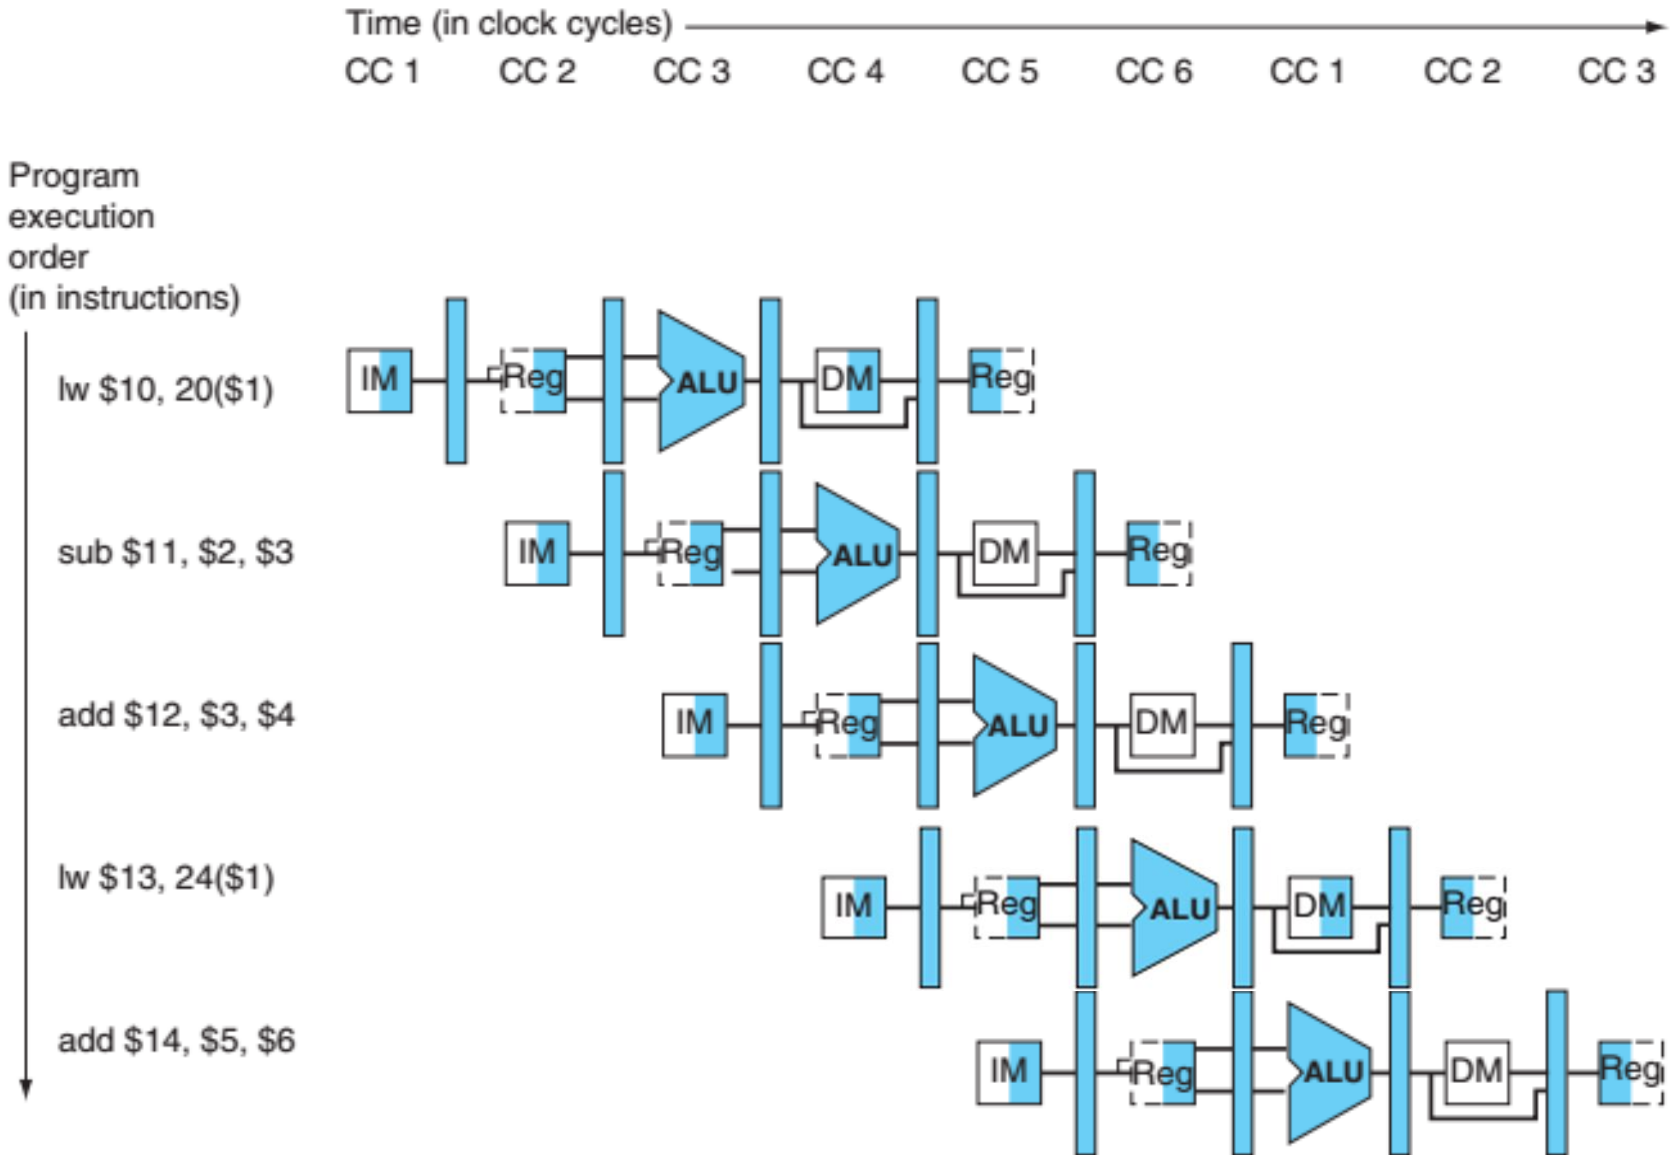 Time (in clock cycles)
CC 1 CC 2 CC 3 CC 4 CC 5 CC 6 CC 1 CC 2 CC 3
Program
execution
order
(in instructions)
lw $10, 20($1)
IM Reg ALU DM Reg
sub $11, $2, $3
IM Reg ALU DM Reg
add $12, $3, $4
IM Reg ALU DM Reg
lw $13, 24($1)
IM Reg ALU DM Reg
add $14, $5, $6
IM Reg ALU DM Reg